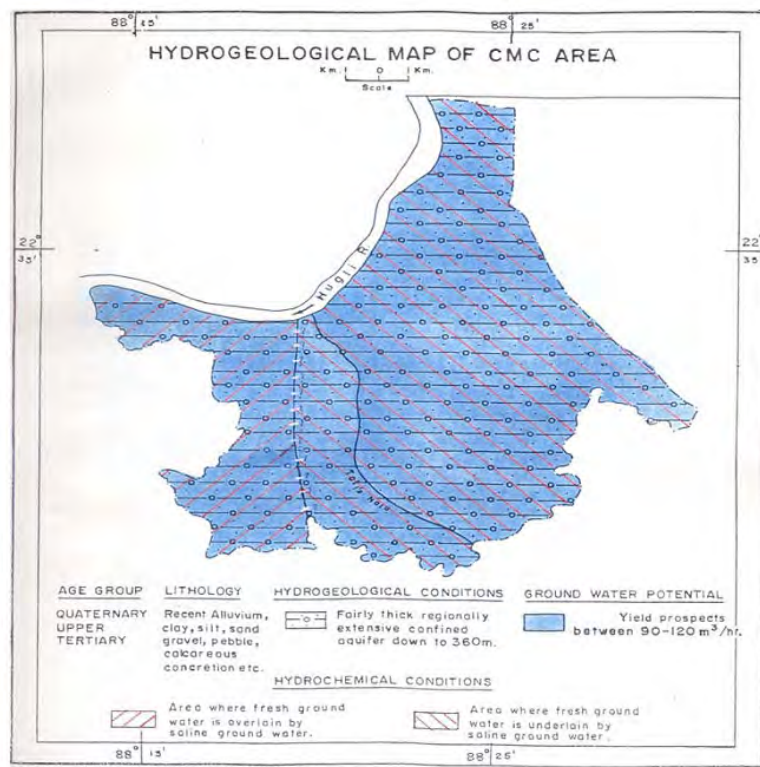 88° 15'
88° 25'
HYDROGEOLOGICAL MAP OF CMC AREA
Km. 0 Km.
Scale
22° 35'
22° 35'
Hugli R.
AGE GROUP
QUATERNARY
UPPER
TERTIARY
LITHOLOGY
Recent Alluvium,
clay, silt, sand
gravel, pebble,
calcareous
concretion etc.
HYDROGEOLOGICAL CONDITIONS
Fairly thick regionally
extensive confined
aquifer down to 360m.
GROUND WATER POTENTIAL
Yield prospects
between 90-120 m³/hr.
HYDROCHEMICAL CONDITIONS
Area where fresh ground
water is overlain by
saline ground water.
Area where fresh ground
water is underlain by
saline ground water.
88° 15'
88° 25'